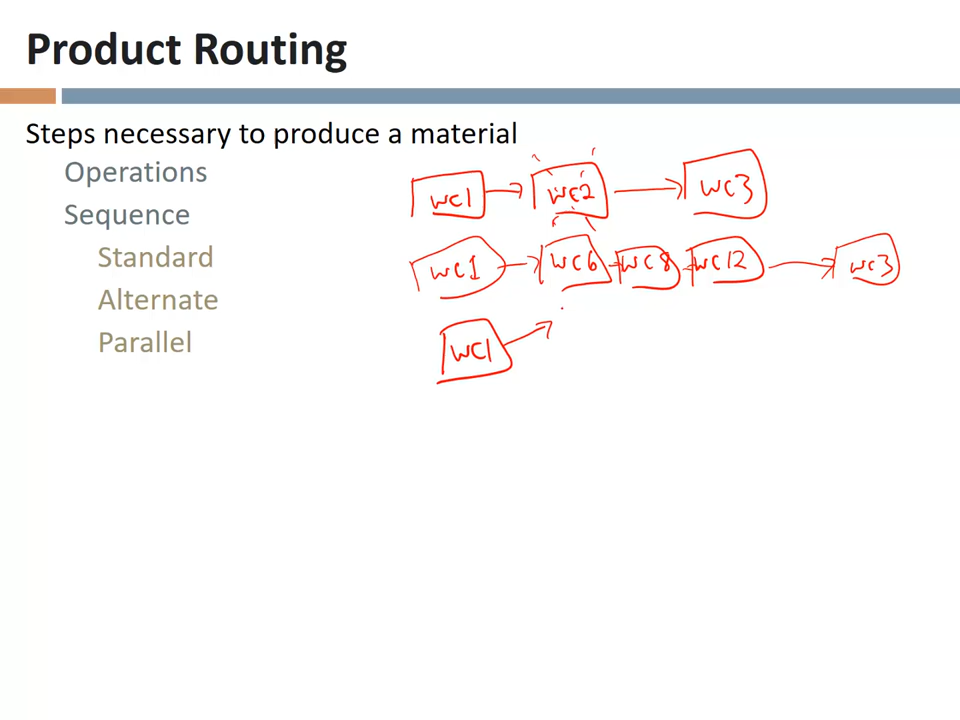 Product Routing
Steps necessary to produce a material
Operations
Sequence
Standard
Alternate
Parallel
WC1 WC2 WC3
WC1 WC6 WC8 WC12 WC3
WC1